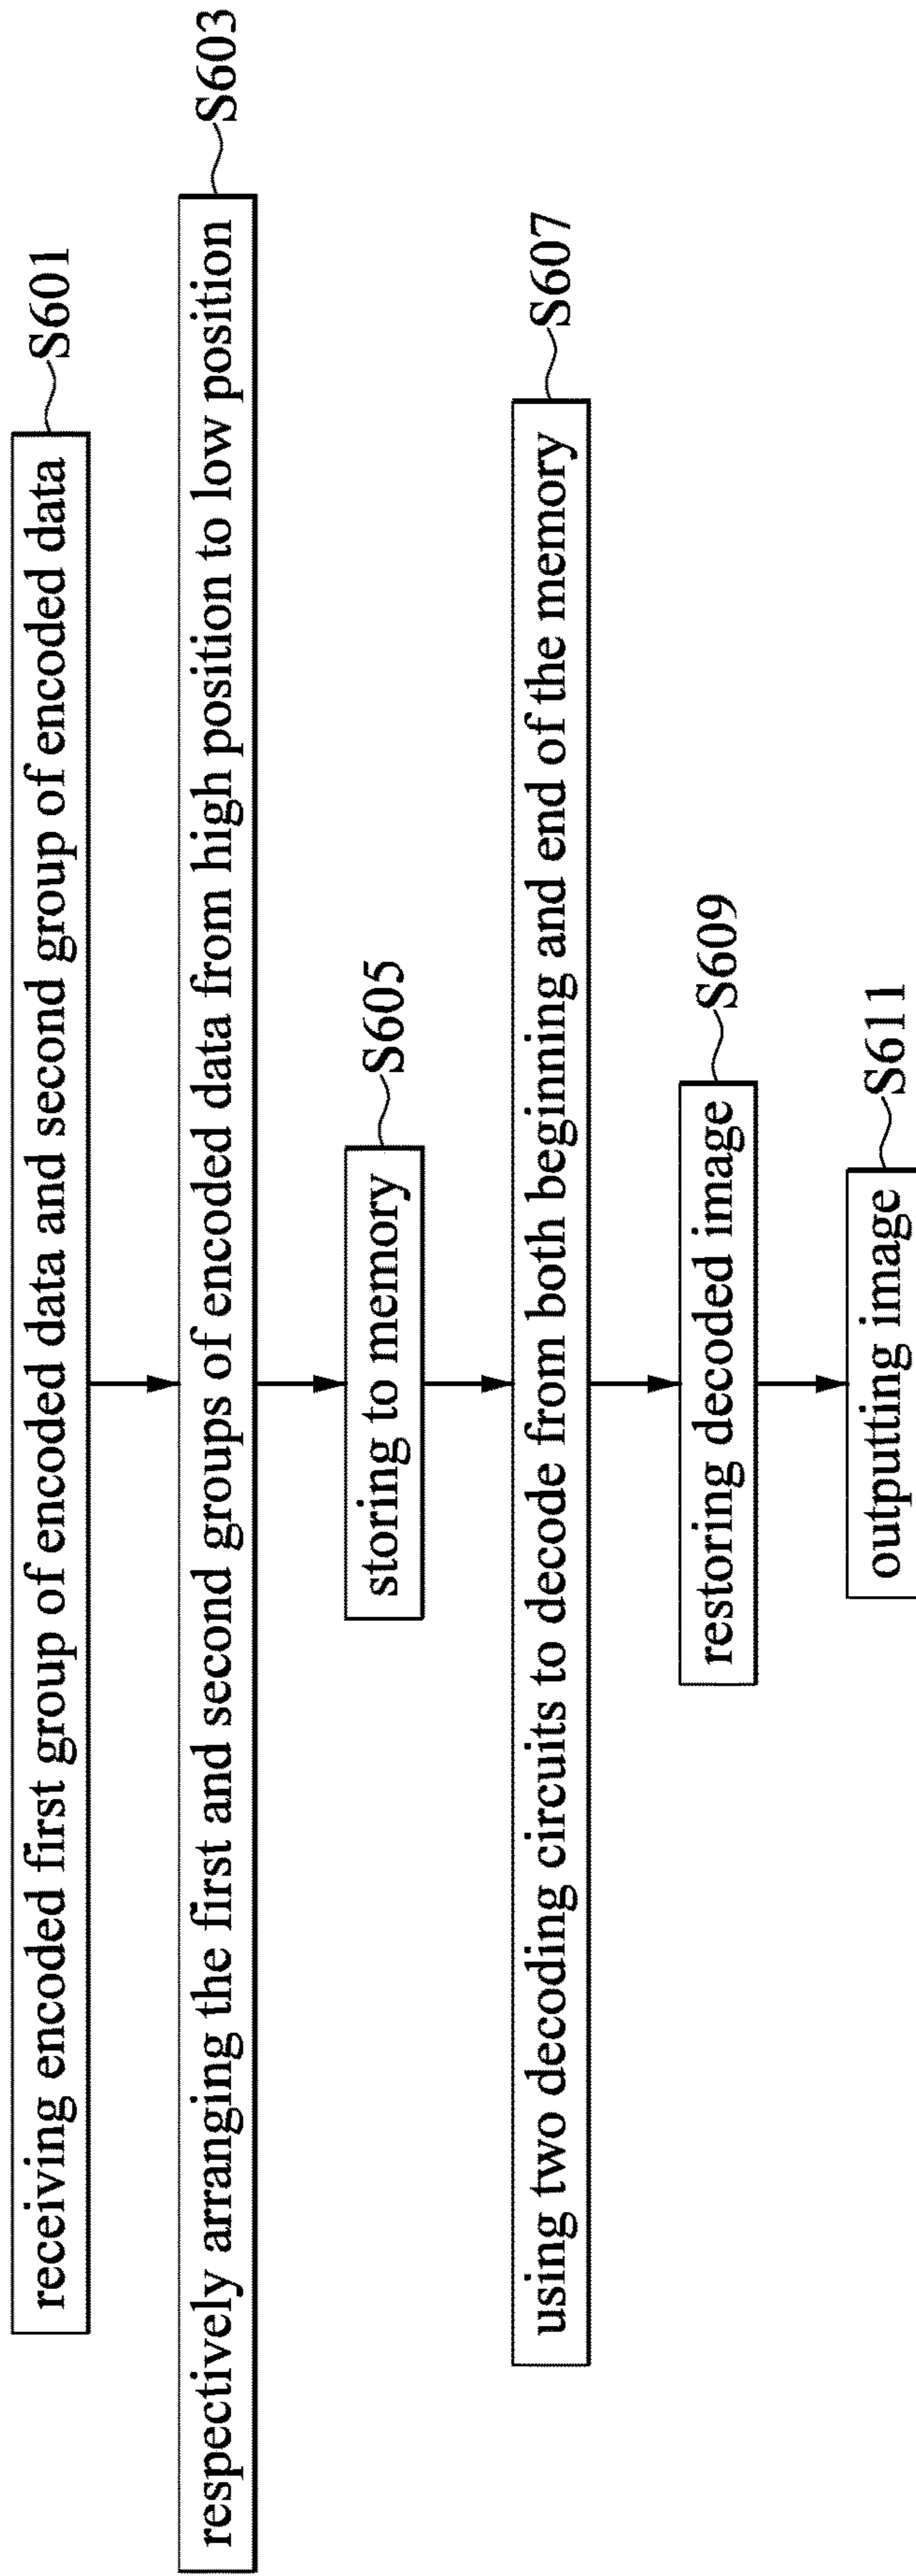 receiving encoded first group of encoded data and second group of encoded data
S601
respectively arranging the first and second groups of encoded data from high position to low position
S603
storing to memory
S605
using two decoding circuits to decode from both beginning and end of the memory
S607
restoring decoded image
S609
outputting image
S611